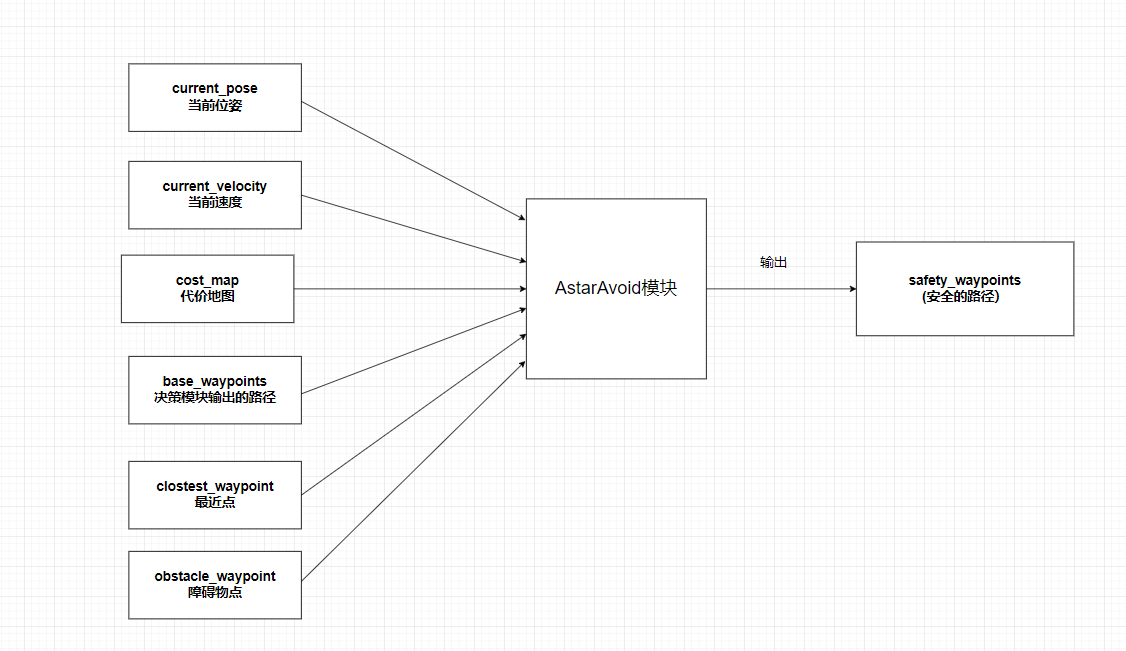 current_pose
当前位姿
current_velocity
当前速度
cost_map
代价地图
base_waypoints
决策模块输出的路径
clostest_waypoint
最近点
obstacle_waypoint
障碍物点
AstarAvoid模块
输出
safety_waypoints
(安全的路径)